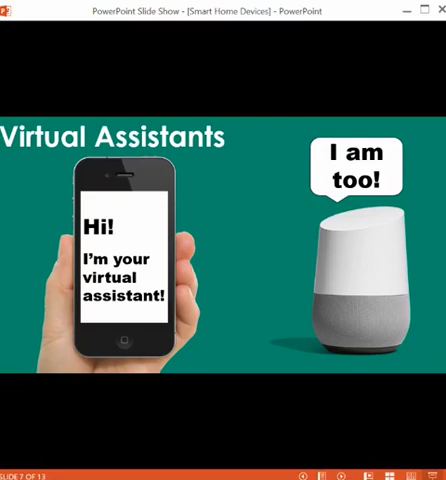 PowerPoint Slide Show - [Smart Home Devices] - PowerPoint
Virtual Assistants
I am
too!
Hi!
I'm your
virtual
assistant!
SLIDE 7 OF 13